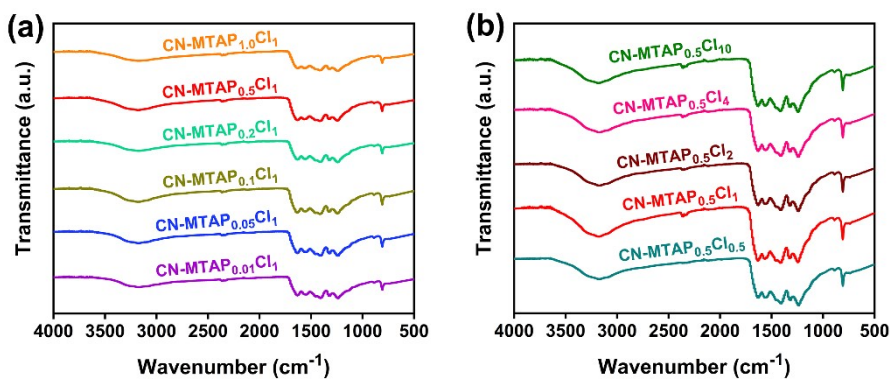 (a)
Transmittance (a.u.)
CN-MTAP₁.₀Cl₁
CN-MTAP₀.₅Cl₁
CN-MTAP₀.₂Cl₁
CN-MTAP₀.₁Cl₁
CN-MTAP₀.₀₅Cl₁
CN-MTAP₀.₀₁Cl₁
4000 3500 3000 2500 2000 1500 1000 500
Wavenumber (cm⁻¹)
(b)
Transmittance (a.u.)
CN-MTAP₀.₅Cl₁₀
CN-MTAP₀.₅Cl₄
CN-MTAP₀.₅Cl₂
CN-MTAP₀.₅Cl₁
CN-MTAP₀.₅Cl₀.₅
4000 3500 3000 2500 2000 1500 1000 500
Wavenumber (cm⁻¹)